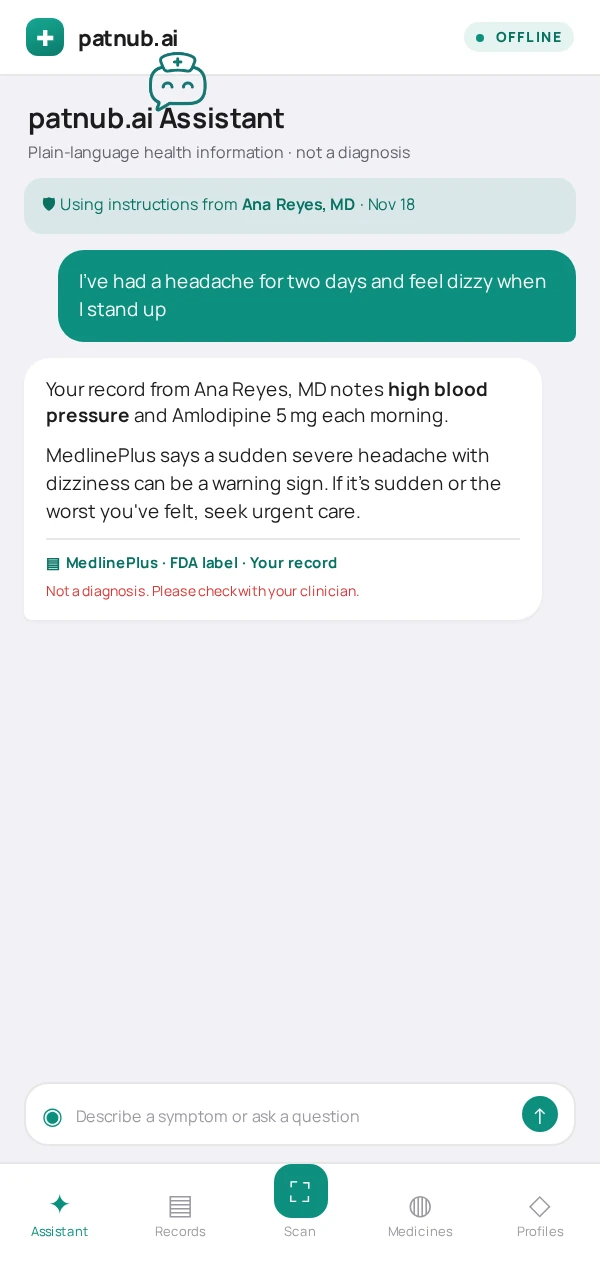 patnub.ai
OFFLINE
patnub.ai Assistant
Plain-language health information · not a diagnosis
Using instructions from Ana Reyes, MD · Nov 18
I've had a headache for two days and feel dizzy when
I stand up
Your record from Ana Reyes, MD notes high blood
pressure and Amlodipine 5 mg each morning.
MedlinePlus says a sudden severe headache with
dizziness can be a warning sign. If it's sudden or the
worst you've felt, seek urgent care.
MedlinePlus · FDA label · Your record
Not a diagnosis. Please check with your clinician.
Describe a symptom or ask a question
Assistant
Records
Scan
Medicines
Profiles